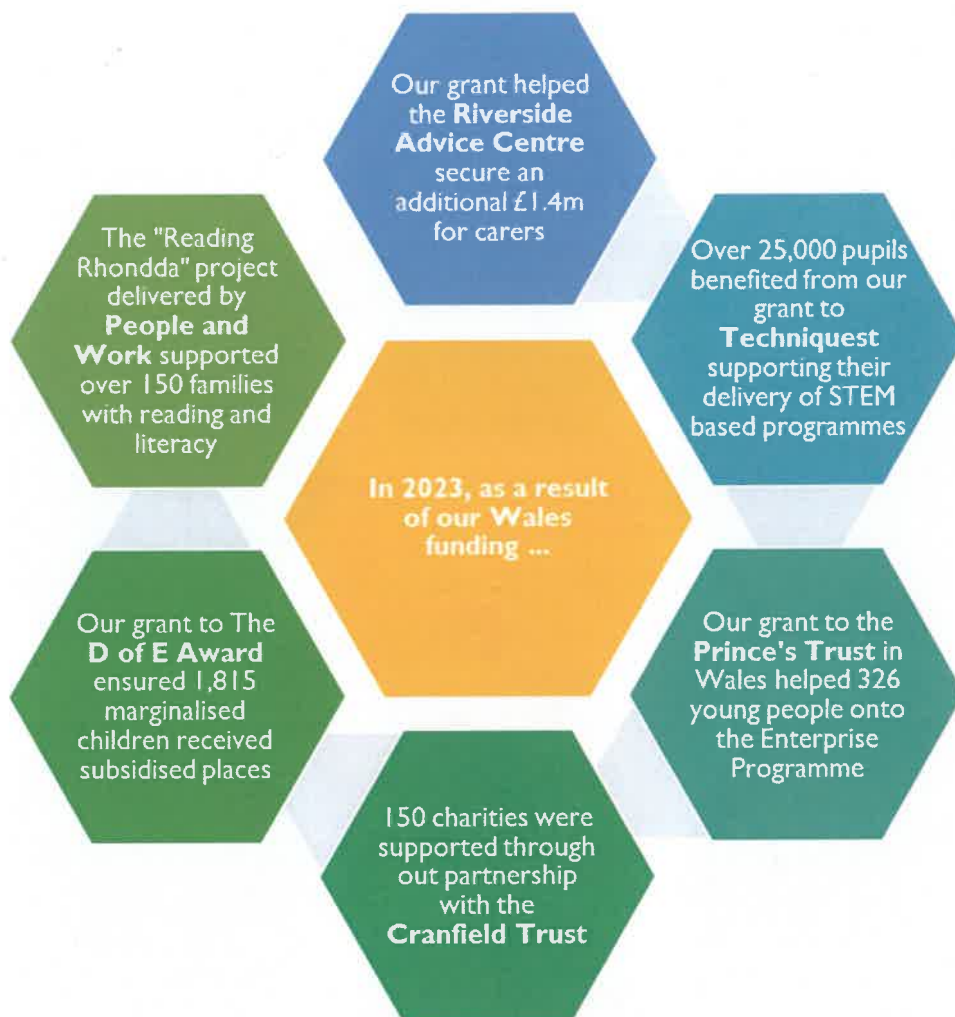 Our grant helped
the Riverside
Advice Centre
secure an
additional £1.4m
for carers
Over 25,000 pupils
benefited from our
grant to
Techniquest
supporting their
delivery of STEM
based programmes
Our grant to the
Prince's Trust in
Wales helped 326
young people onto
the Enterprise
Programme
150 charities were
supported through
out partnership
with the
Cranfield Trust
Our grant to The
D of E Award
ensured 1,815
marginalised
children received
subsidised places
The "Reading
Rhondda" project
delivered by
People and
Work supported
over 150 families
with reading and
literacy
In 2023, as a result
of our Wales
funding ...